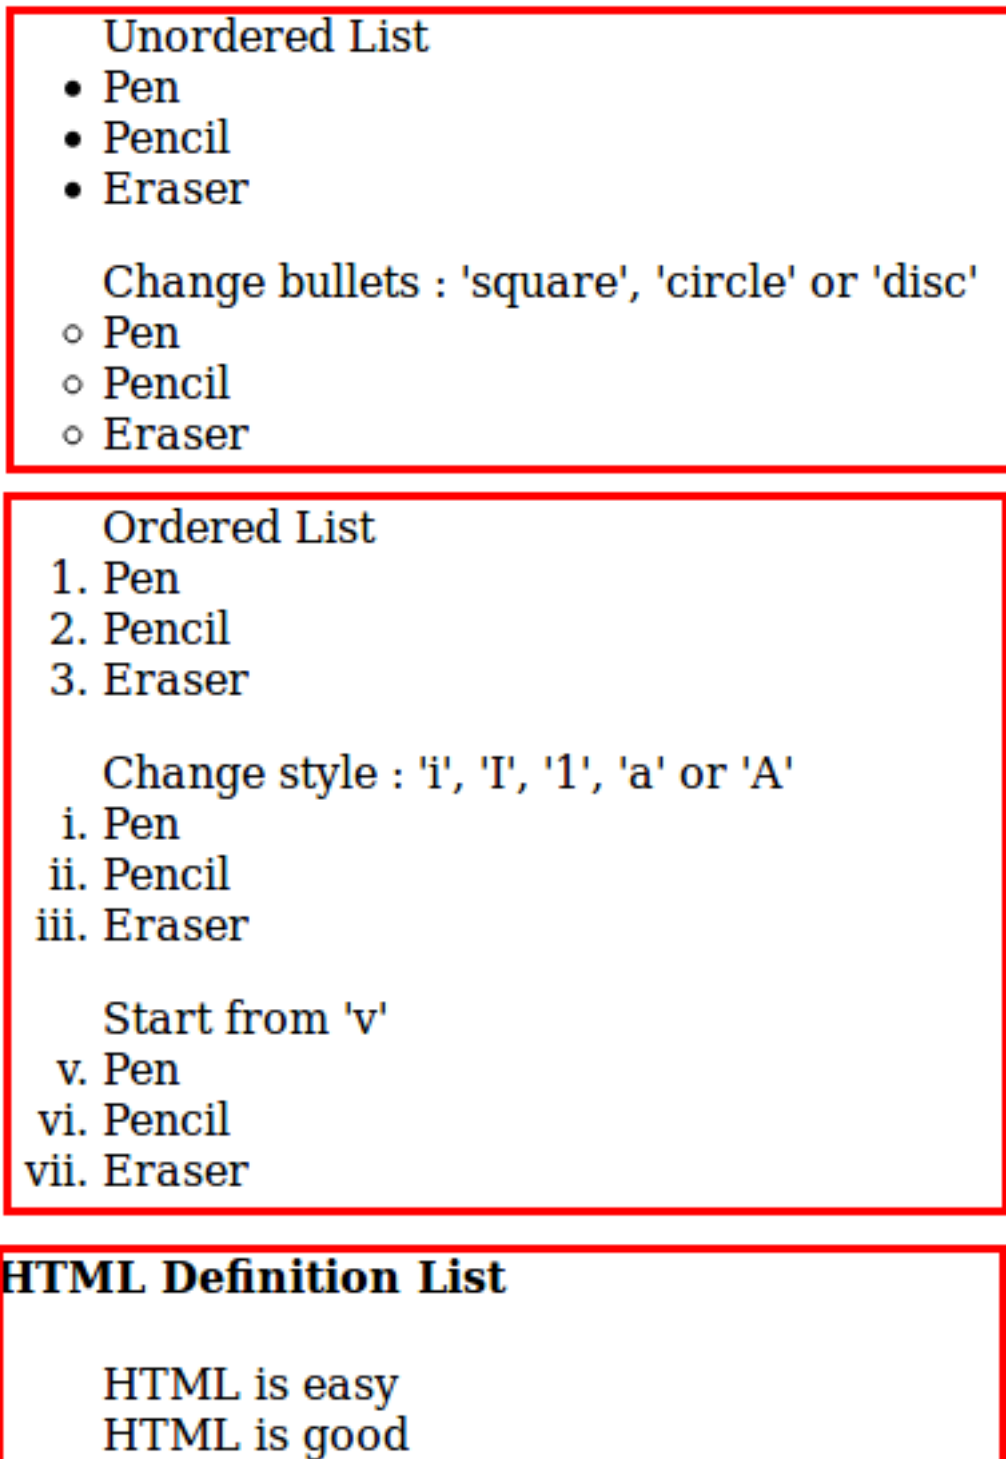 Unordered List
• Pen
• Pencil
• Eraser
Change bullets : 'square', 'circle' or 'disc'
○ Pen
○ Pencil
○ Eraser
Ordered List
1. Pen
2. Pencil
3. Eraser
Change style : 'i', 'I', '1', 'a' or 'A'
i. Pen
ii. Pencil
iii. Eraser
Start from 'v'
v. Pen
vi. Pencil
vii. Eraser
HTML Definition List
HTML is easy
HTML is good